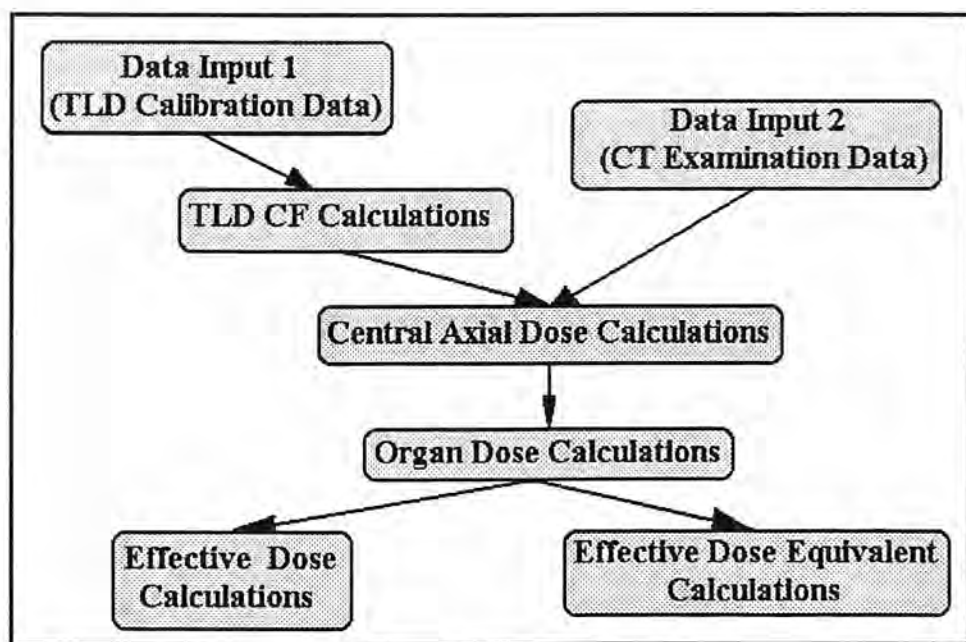 Data Input 1
(TLD Calibration Data)
Data Input 2
(CT Examination Data)
TLD CF Calculations
Central Axial Dose Calculations
Organ Dose Calculations
Effective Dose
Calculations
Effective Dose Equivalent
Calculations